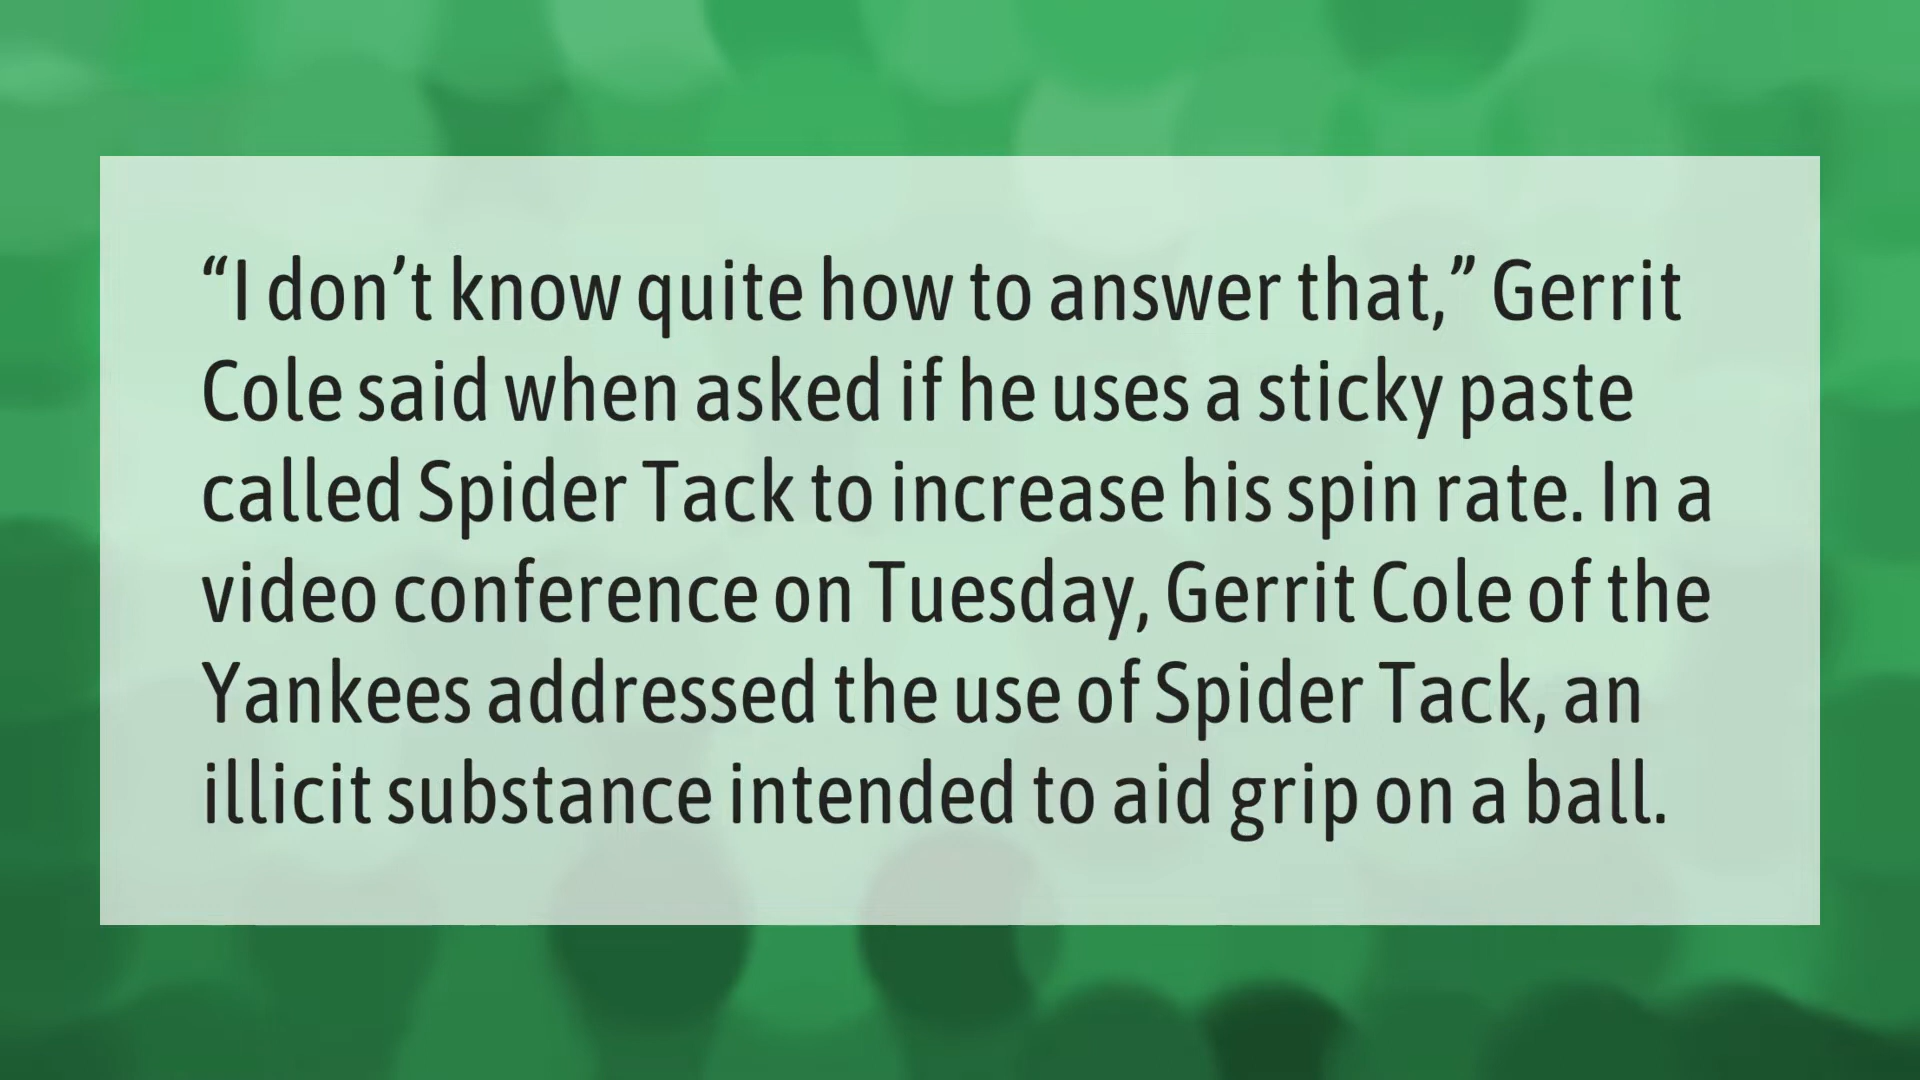 “I don’t know quite how to answer that,” Gerrit
Cole said when asked if he uses a sticky paste
called Spider Tack to increase his spin rate. In a
video conference on Tuesday, Gerrit Cole of the
Yankees addressed the use of Spider Tack, an
illicit substance intended to aid grip on a ball.